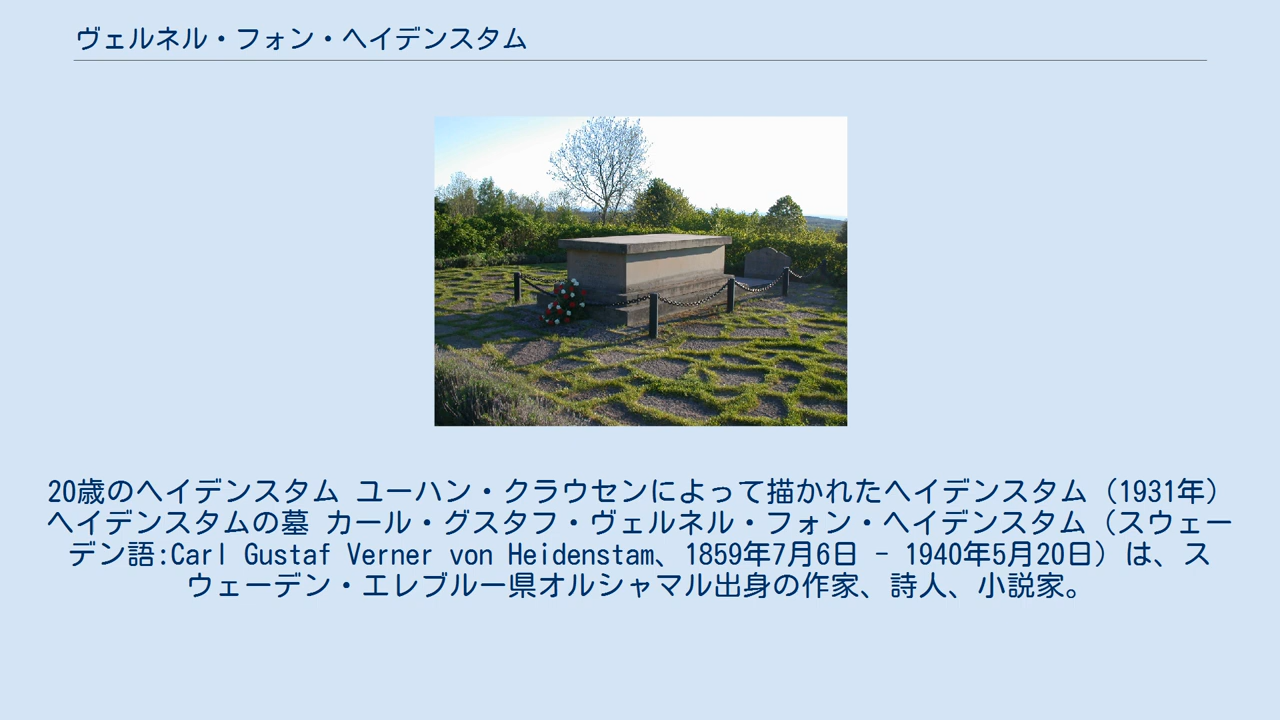 ヴェルネル・フォン・ヘイデンスタム
20歳のヘイデンスタム ユーハン・クラウセンによって描かれたヘイデンスタム（1931年）
ヘイデンスタムの墓 カール・グスタフ・ヴェルネル・フォン・ヘイデンスタム（スウェー
デン語:Carl Gustaf Verner von Heidenstam、1859年7月6日 - 1940年5月20日）は、ス
ウェーデン・エレブルー県オルシャマル出身の作家、詩人、小説家。